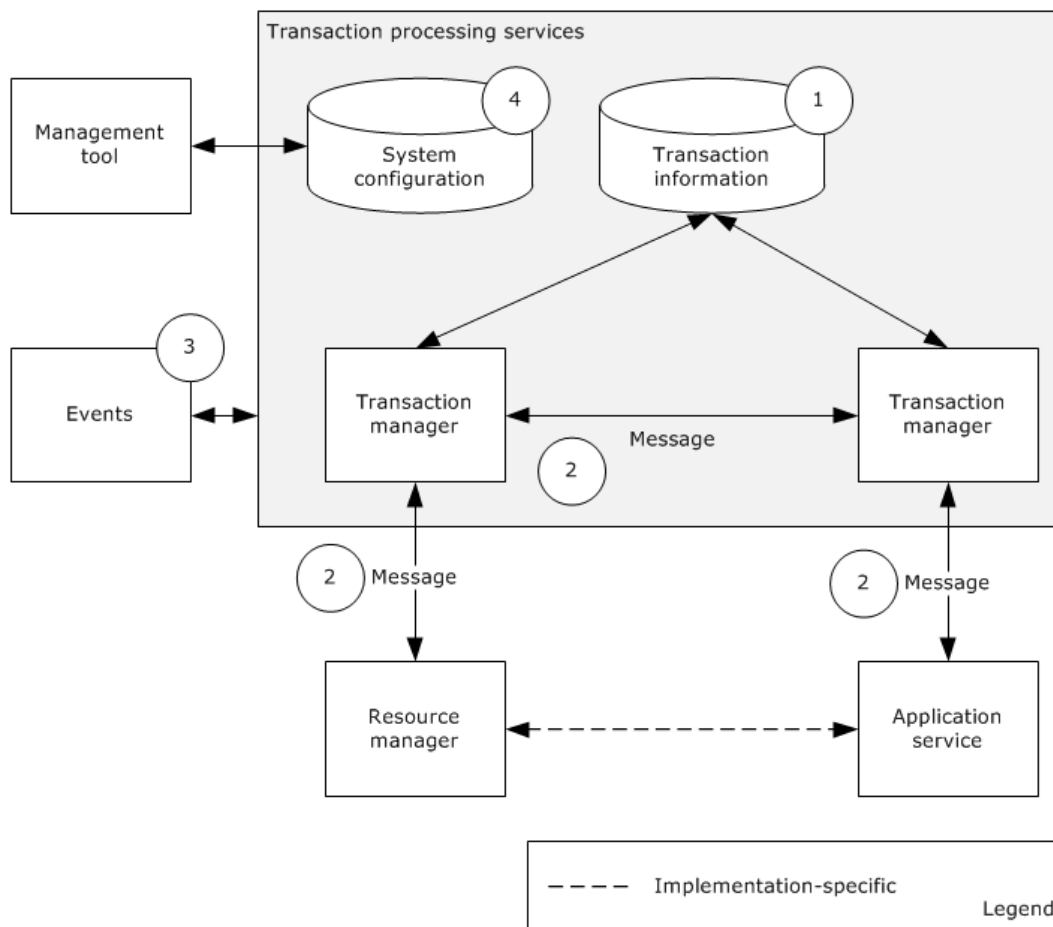 Transaction processing services
4
1
Management
tool
System
configuration
Transaction
information
3
Events
Transaction
manager
Transaction
manager
Message
2
2
Message
2
Message
Resource
manager
Application
service
Implementation-specific
Legend